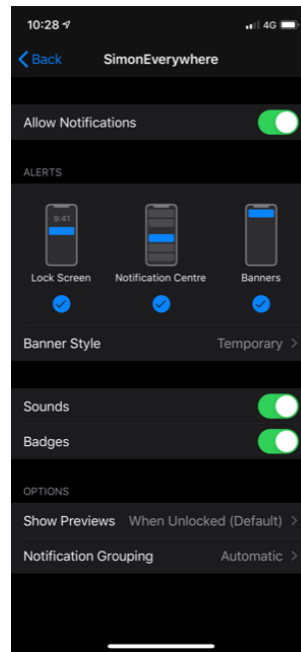 10:28
4G
Back SimonEverywhere
Allow Notifications
ALERTS
9:41
Lock Screen Notification Centre Banners
Banner Style Temporary
Sounds
Badges
OPTIONS
Show Previews When Unlocked (Default)
Notification Grouping Automatic